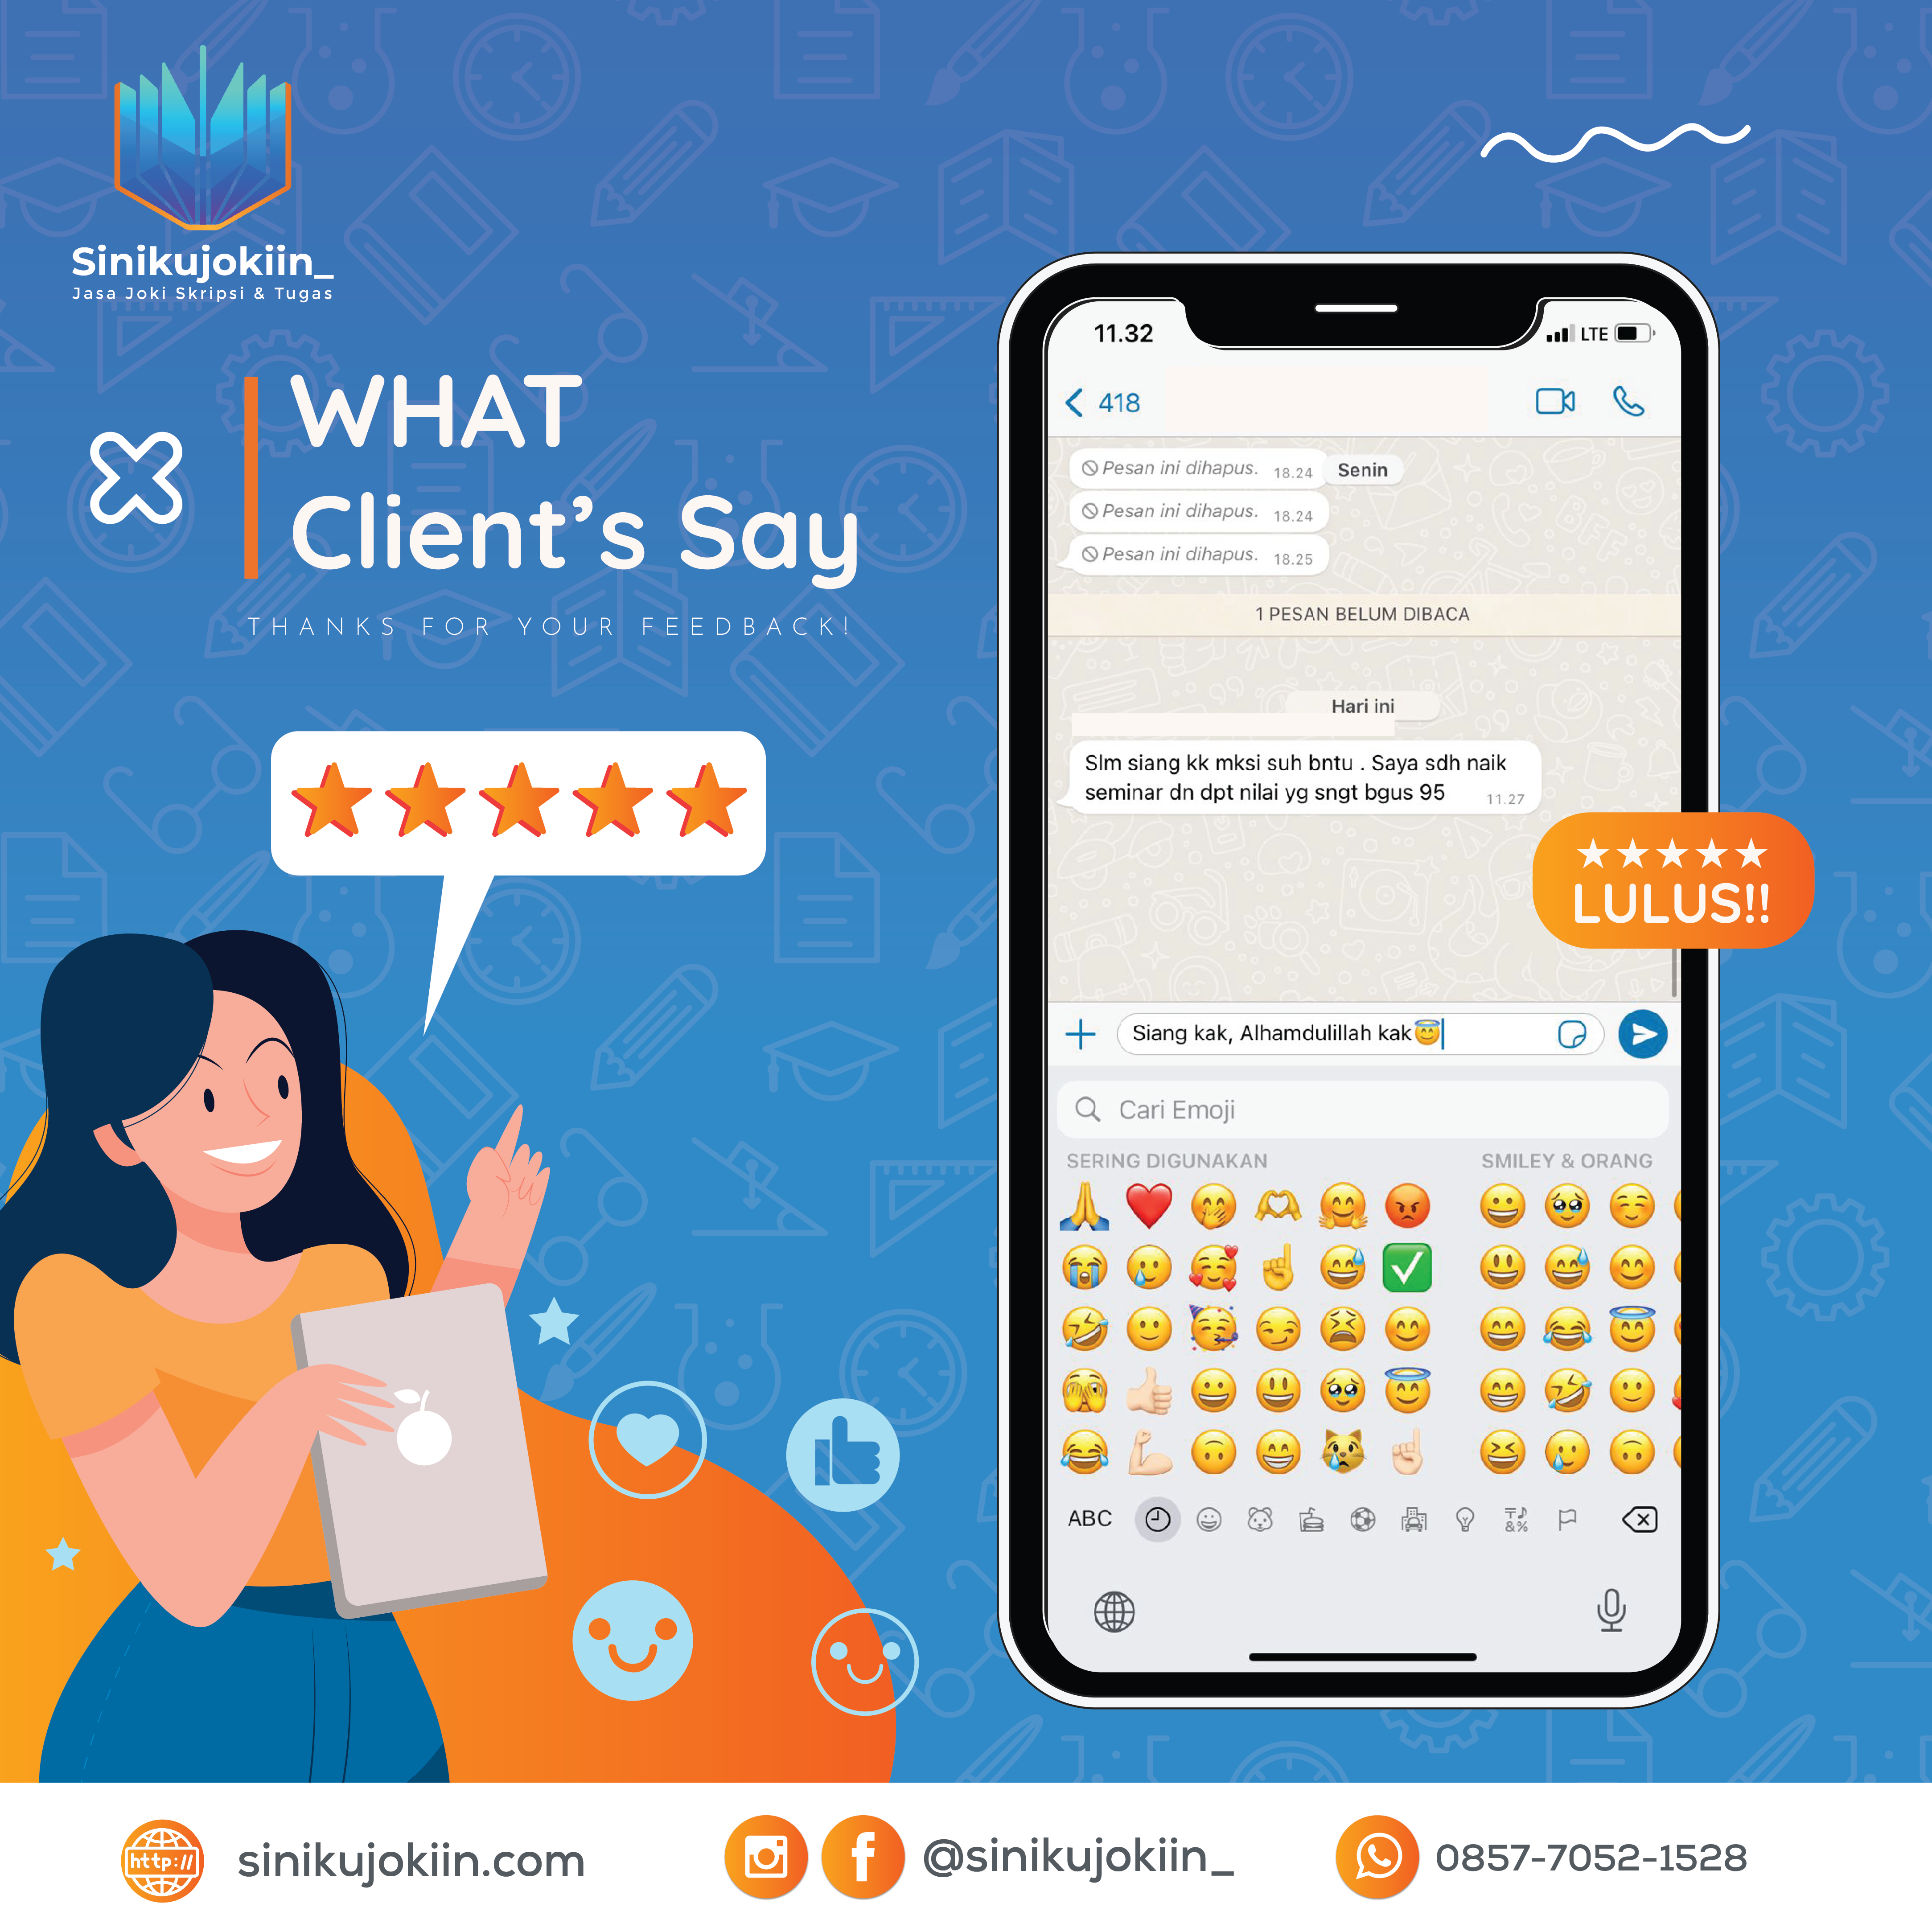 Sinikujokiin_
Jasa Joki Skripsi & Tugas
WHAT
Client's Say
THANKS FOR YOUR FEEDBACK!
11.32
LTE
418
Pesan ini dihapus. 18.24
Senin
Pesan ini dihapus. 18.24
Pesan ini dihapus. 18.25
1 PESAN BELUM DIBACA
Hari ini
Slm siang kk mksi suh bntu . Saya sdh naik
seminar dn dpt nilai yg sngt bgus 95 11.27
LULUS!!
Siang kak, Alhamdulillah kak😇
Cari Emoji
SERING DIGUNAKAN
SMILEY & ORANG
ABC
&%
http://
sinikujokiin.com
@sinikujokiin_
0857-7052-1528